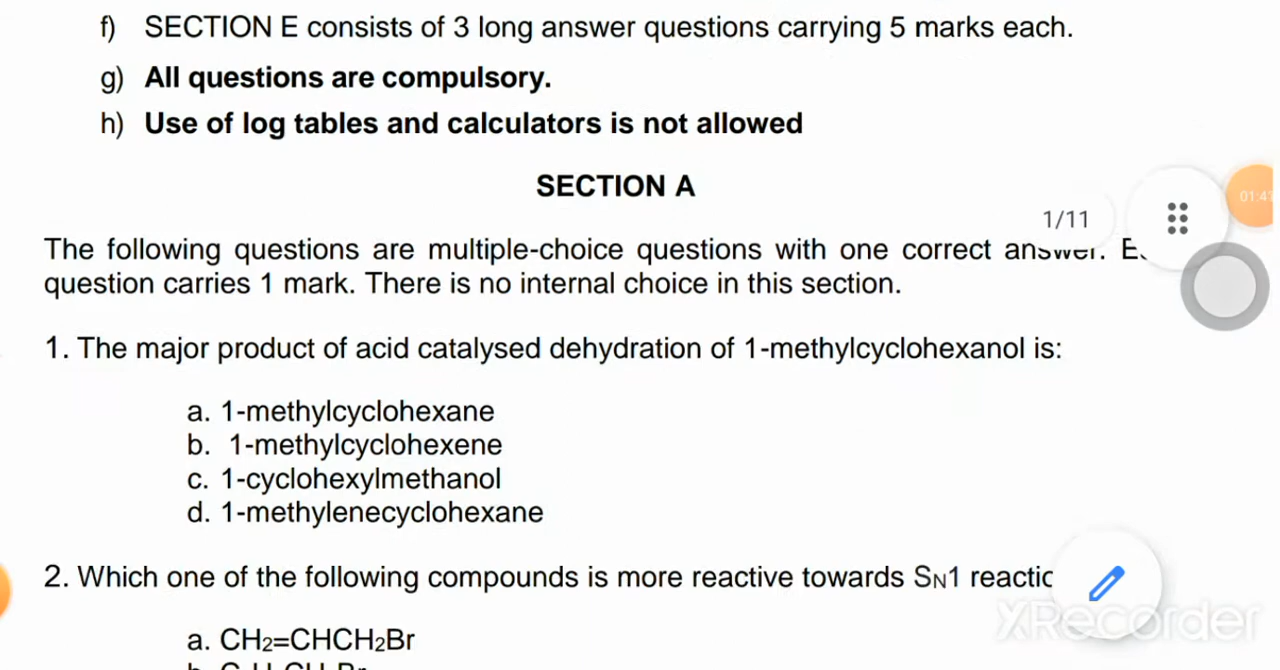 f) SECTION E consists of 3 long answer questions carrying 5 marks each.
g) All questions are compulsory.
h) Use of log tables and calculators is not allowed
SECTION A
01:41
1/11
The following questions are multiple-choice questions with one correct answer.
question carries 1 mark. There is no internal choice in this section.
1. The major product of acid catalysed dehydration of 1-methylcyclohexanol is:
a. 1-methylcyclohexane
b. 1-methylcyclohexene
c. 1-cyclohexylmethanol
d. 1-methylenecyclohexane
2. Which one of the following compounds is more reactive towards SN1
a. CH2=CHCH2Br
XRecorder